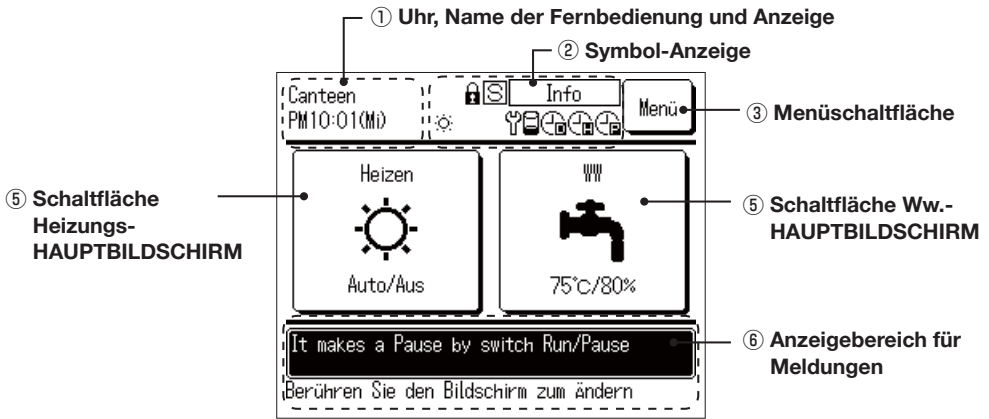 ① Uhr, Name der Fernbedienung und Anzeige
② Symbol-Anzeige
Canteen
S
Info
Menü
PM10:01(Mi)
③ Menüschaltfläche
Heizen
WW
⑤ Schaltfläche
Heizungs-
HAUPTBILDSCHIRM
⑤ Schaltfläche Ww.-
HAUPTBILDSCHIRM
Auto/Aus
75°C/80%
It makes a Pause by switch Run/Pause
⑥ Anzeigebereich für
Meldungen
Berühren Sie den Bildschirm zum ändern